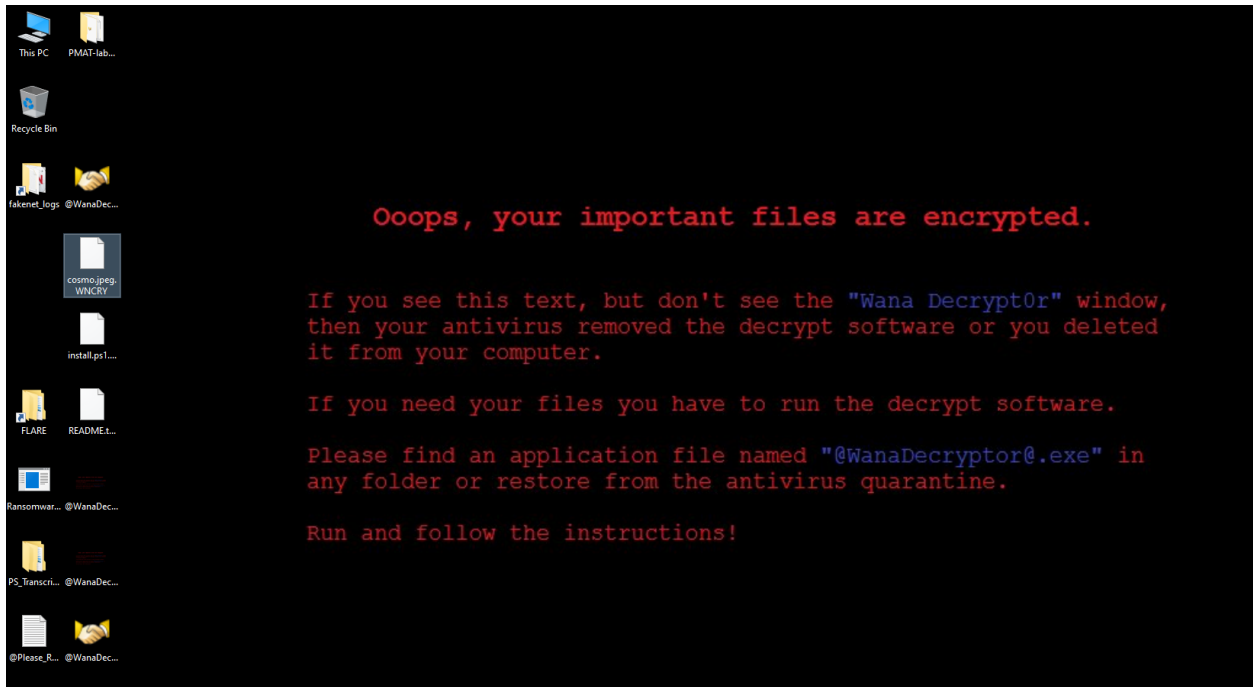 This PC
PMAT-lab...
Recycle Bin
fakenet_logs
@WanaDec...
cosmo.jpeg.
WNCRY
install.ps1....
FLARE
README.t...
Ransomwar...
@WanaDec...
PS_Transcri...
@WanaDec...
@Please_R...
@WanaDec...
Ooops, your important files are encrypted.
If you see this text, but don't see the "Wana Decrypt0r" window,
then your antivirus removed the decrypt software or you deleted
it from your computer.
If you need your files you have to run the decrypt software.
Please find an application file named "@WanaDecryptor@.exe" in
any folder or restore from the antivirus quarantine.
Run and follow the instructions!